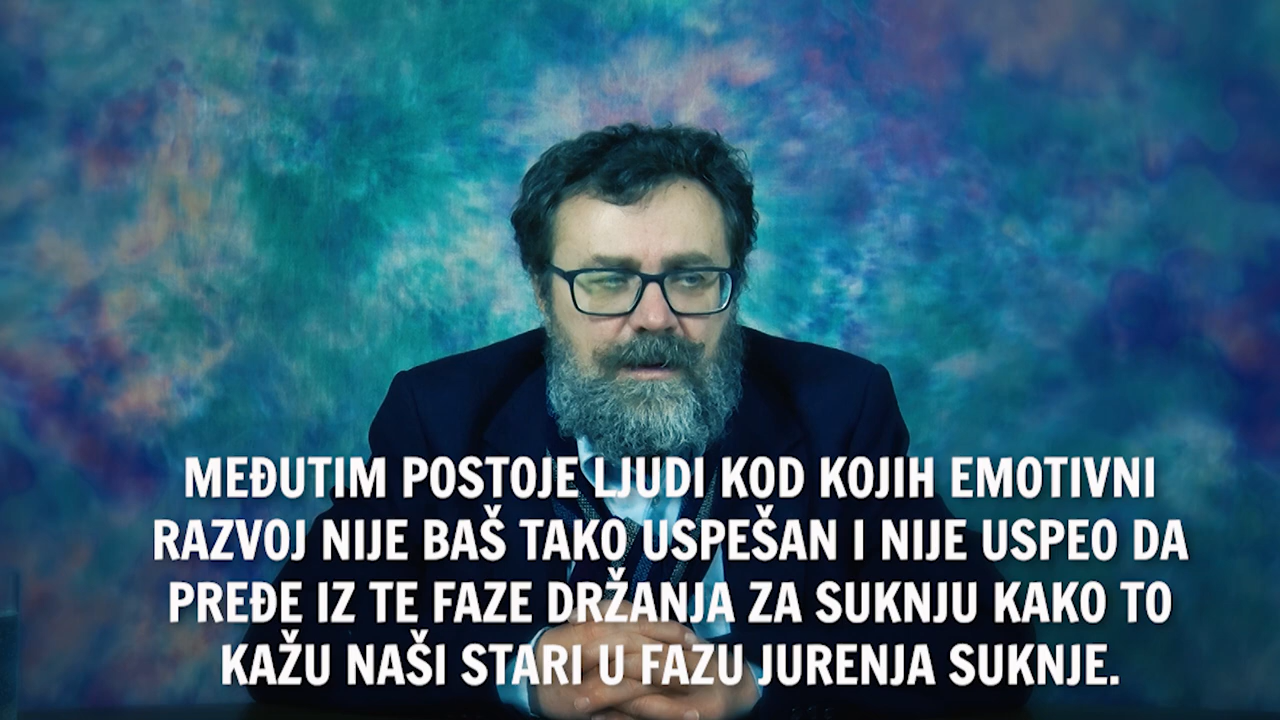 MEĐUTIM POSTOJE LJUDI KOD KOJIH EMOTIVNI
RAZVOJ NIJE BAŠ TAKO USPEŠAN I NIJE USPEO DA
PREĐE IZ TE FAZE DRŽANJA ZA SUKNJU KAKO TO
KAŽU NAŠI STARI U FAZU JURENJA SUKNJE.